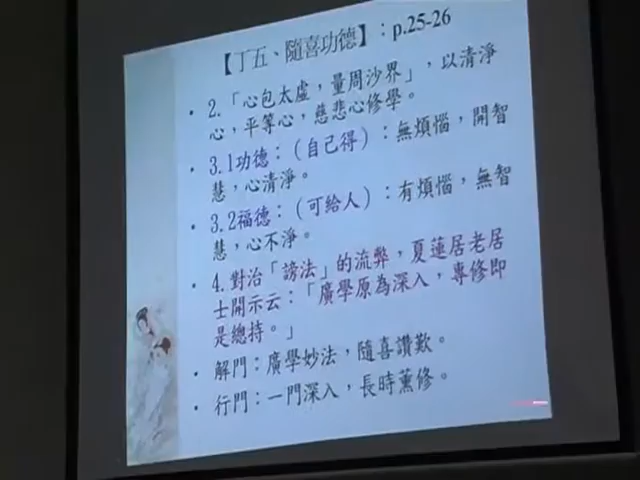 【丁五、隨喜功德】：p.25-26
• 2.「心包太虛，量周沙界」，以清淨
心，平等心，慈悲心修學。
• 3.1功德：（自己得）：無煩惱，開智
慧，心清淨。
• 3.2福德：（可給人）：有煩惱，無智
慧，心不淨。
• 4.對治「謗法」的流弊，夏蓮居老居
士開示云：「廣學原為深入，專修即
是總持。」
• 解門：廣學妙法，隨喜讚歎。
• 行門：一門深入，長時薰修。